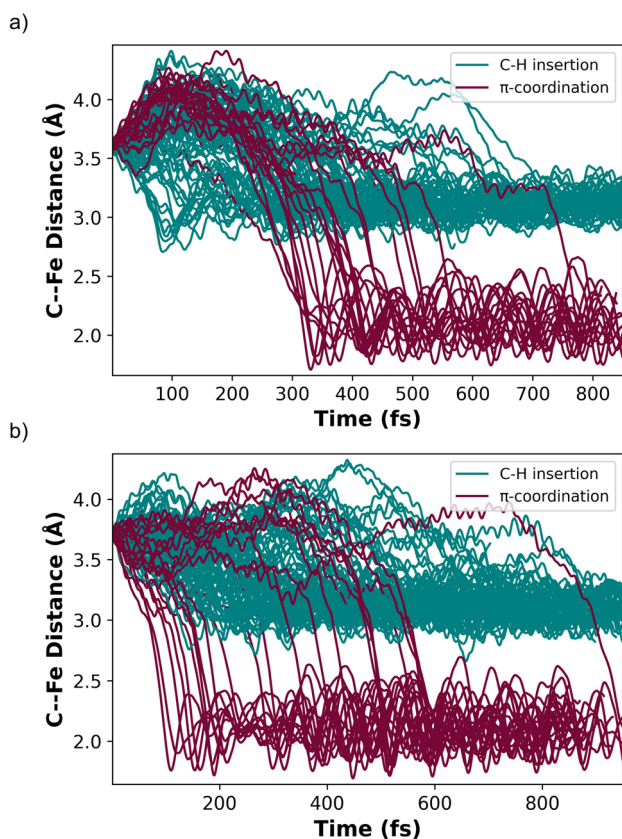 a)
C-H insertion
π-coordination
4.0
3.5
3.0
2.5
2.0
C--Fe Distance (Å)
100 200 300 400 500 600 700 800
Time (fs)
b)
C-H insertion
π-coordination
4.0
3.5
3.0
2.5
2.0
C--Fe Distance (Å)
200 400 600 800
Time (fs)